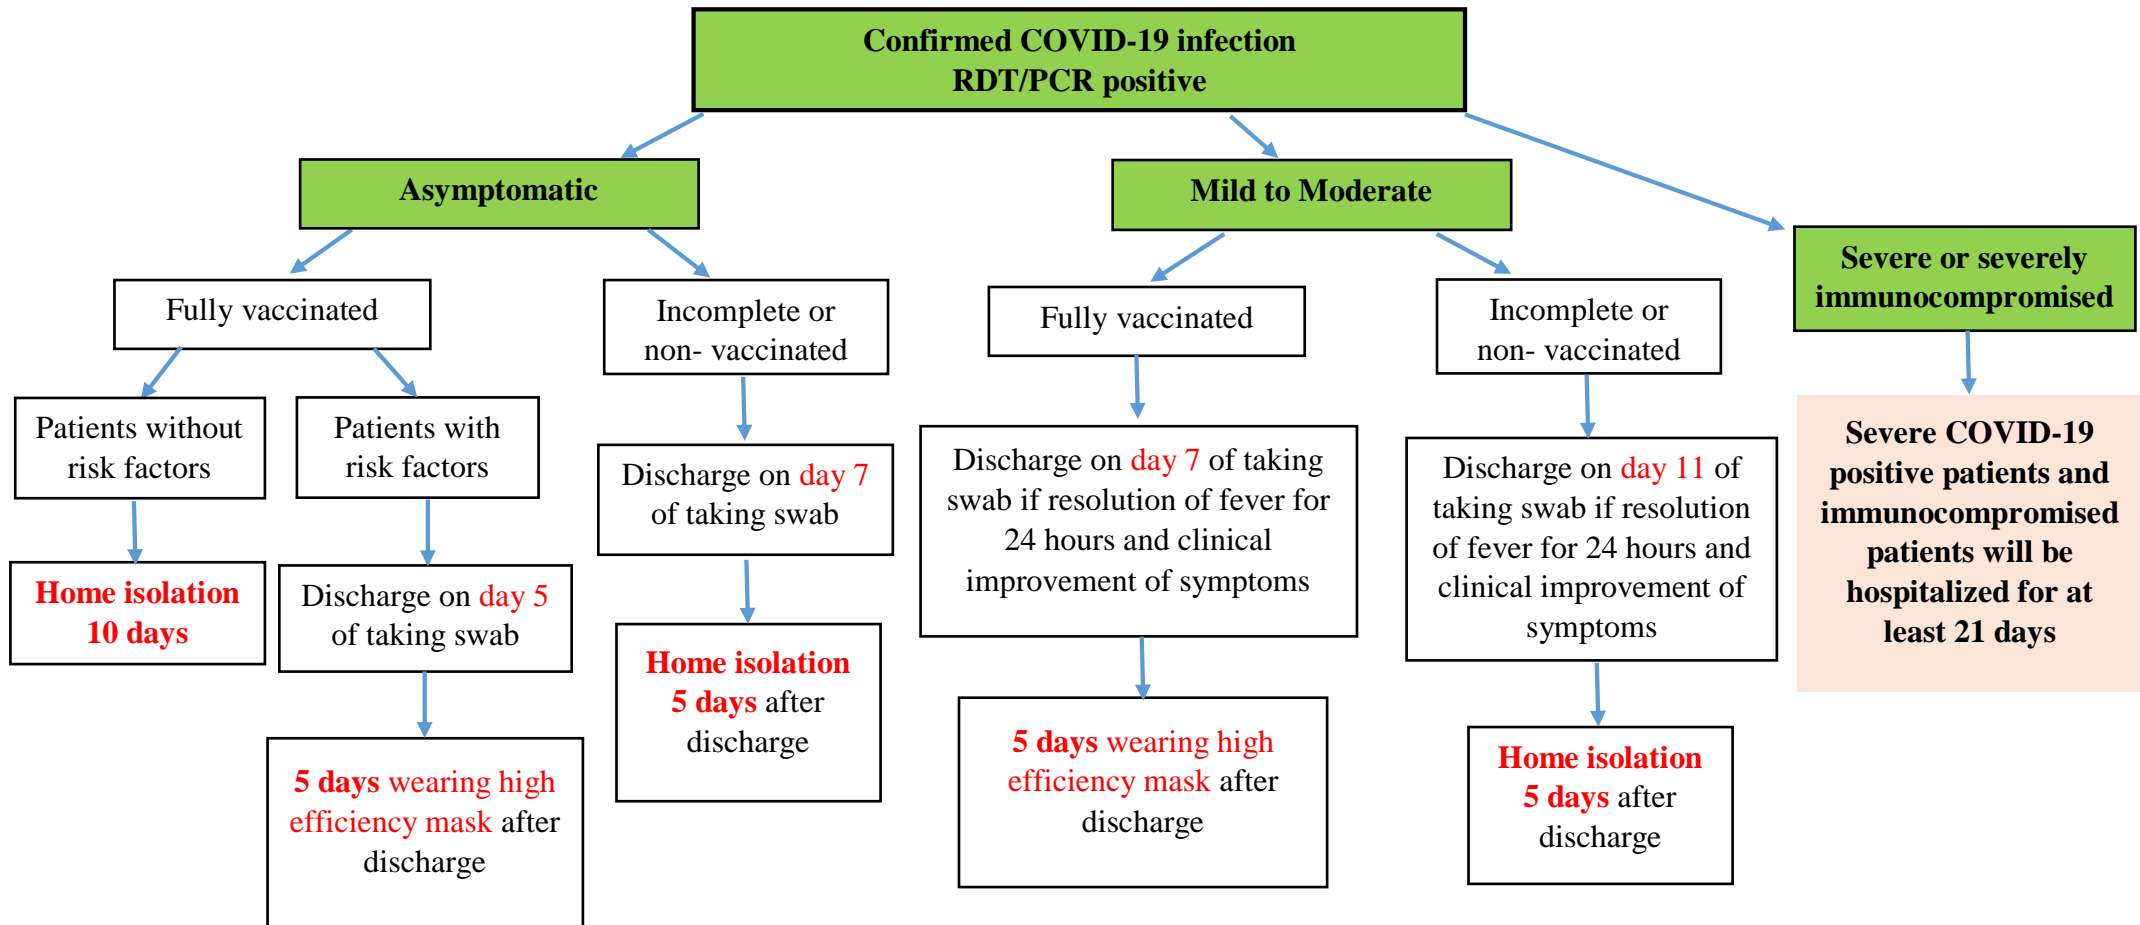 Confirmed COVID-19 infection
RDT/PCR positive
Asymptomatic
Mild to Moderate
Severe or severely
immunocompromised
Fully vaccinated
Incomplete or
non- vaccinated
Fully vaccinated
Incomplete or
non- vaccinated
Patients without
risk factors
Patients with
risk factors
Discharge on day 7
of taking swab
Discharge on day 7 of taking
swab if resolution of fever for
24 hours and clinical
improvement of symptoms
Discharge on day 11 of
taking swab if resolution
of fever for 24 hours and
clinical improvement of
symptoms
Severe COVID-19
positive patients and
immunocompromised
patients will be
hospitalized for at
least 21 days
Home isolation
10 days
Discharge on day 5
of taking swab
Home isolation
5 days after
discharge
5 days wearing high
efficiency mask after
discharge
5 days wearing high
efficiency mask after
discharge
Home isolation
5 days after
discharge